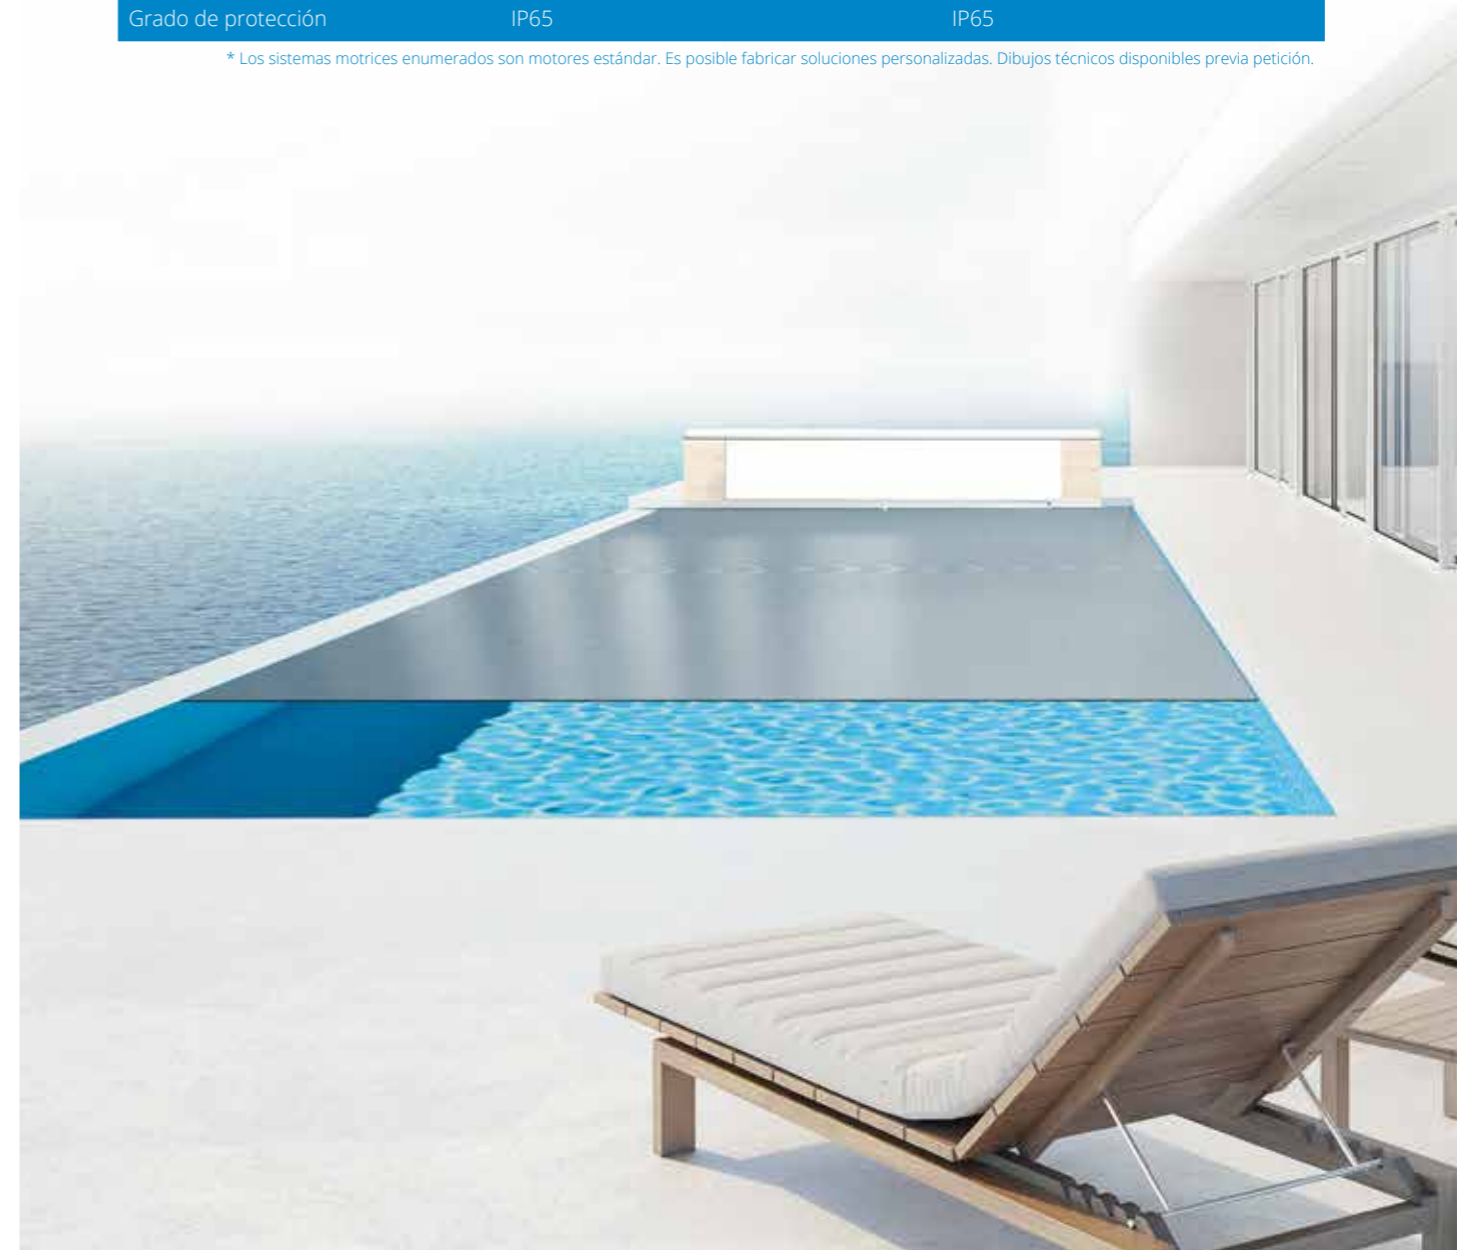 Grado de protección IP65 IP65
* Los sistemas motrices enumerados son motores estándar. Es posible fabricar soluciones personalizadas. Dibujos técnicos disponibles previa petición.